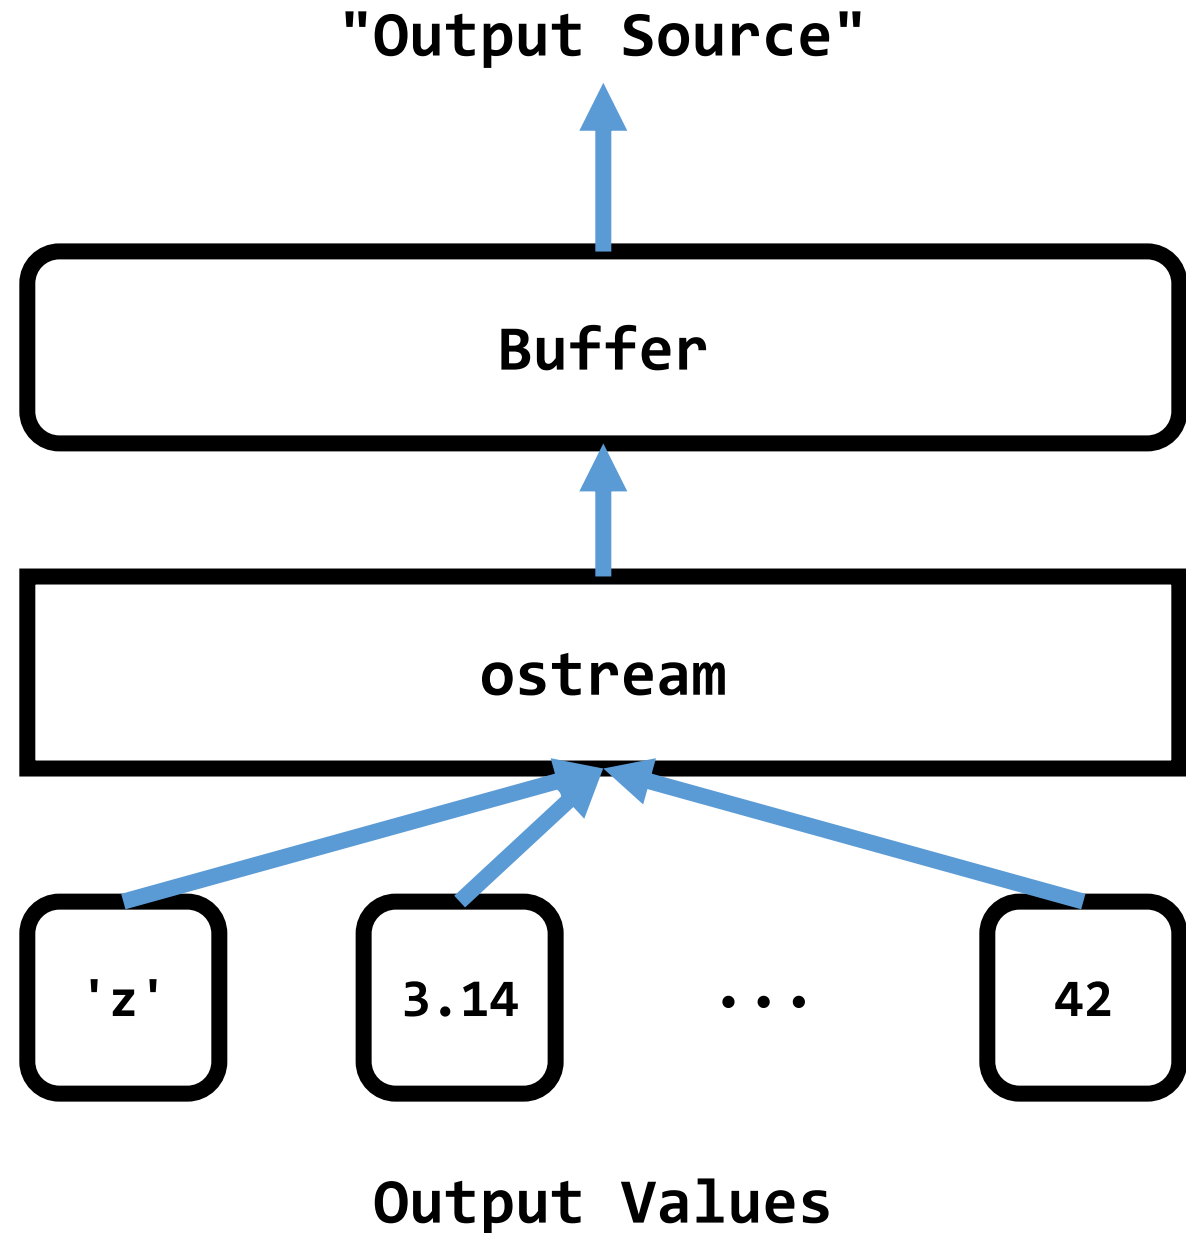 "Output Source"
Buffer
ostream
'z' 3.14 ... 42
Output Values